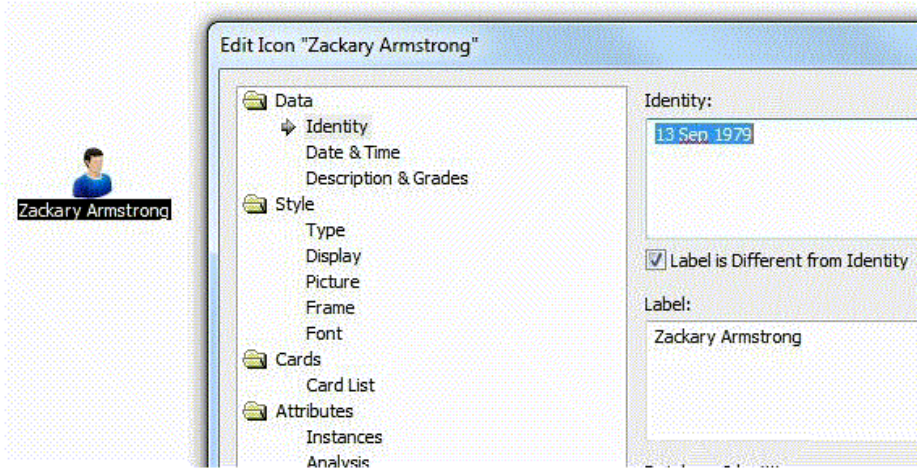 Edit Icon "Zackary Armstrong"
Data
Identity
Date & Time
Description & Grades
Style
Type
Display
Picture
Frame
Font
Cards
Card List
Attributes
Instances
Analysis
Identity:
13 Sep 1979
Label is Different from Identity
Label:
Zackary Armstrong
Zackary Armstrong